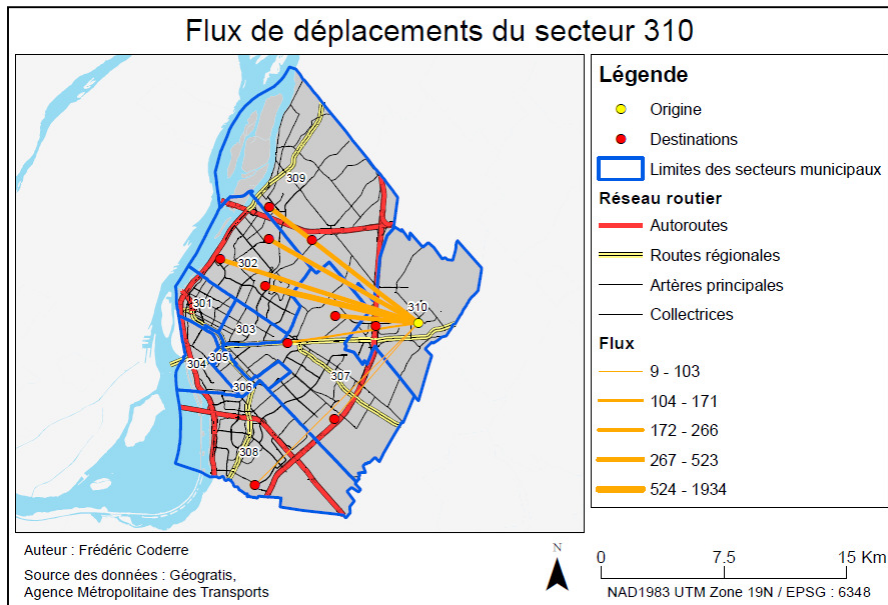 Flux de déplacements du secteur 310
309
302
301
310
303
305
304
307
306
308
Légende
Origine
Destinations
Limites des secteurs municipaux
Réseau routier
Autoroutes
Routes régionales
Artères principales
Collectrices
Flux
9 - 103
104 - 171
172 - 266
267 - 523
524 - 1934
Auteur : Frédéric Coderre
Source des données : Géogratis,
Agence Métropolitaine des Transports
N
0 7.5 15 Km
NAD1983 UTM Zone 19N / EPSG : 6348